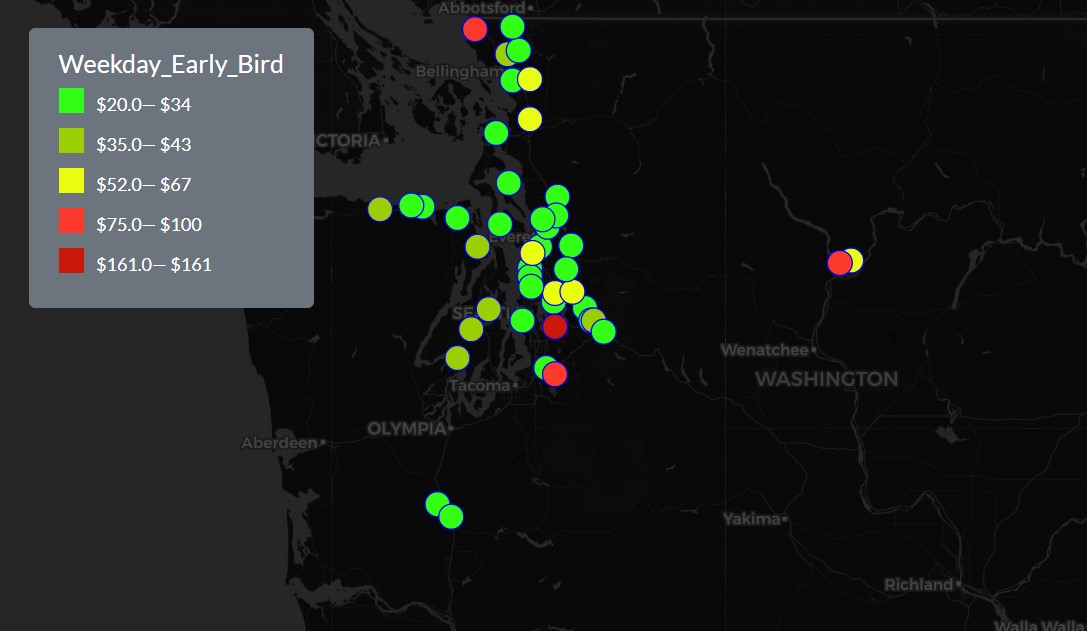 Abbotsford
Weekday_Early_Bird
Bellingham
$20.0— $34
$35.0— $43
ICTORIA
$52.0— $67
$75.0— $100
Evere
$161.0— $161
SE
Wenatchee
WASHINGTON
Tacoma
OLYMPIA
Aberdeen
Yakima
Richland
Walla Walla